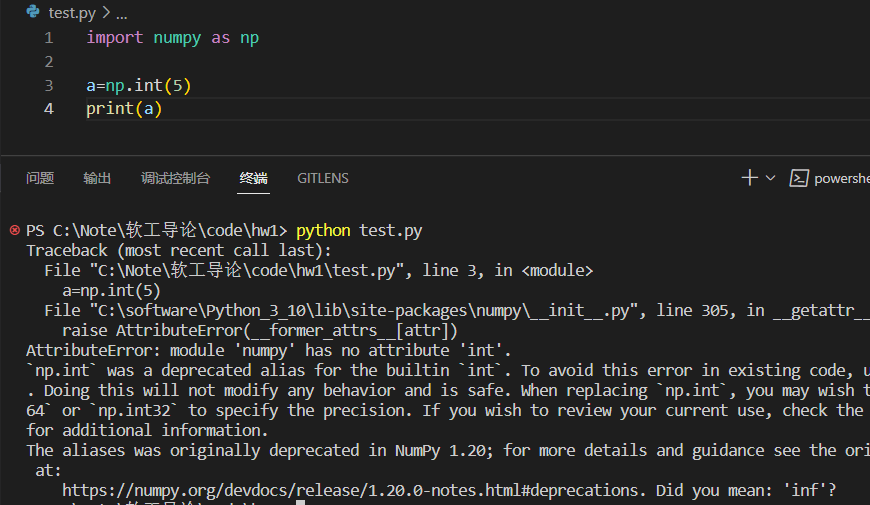 test.py > ...
1 import numpy as np
2
3 a=np.int(5)
4 print(a)
问题 输出 调试控制台 终端 GITLENS powershe
PS C:\Note\软工导论\code\hw1> python test.py
Traceback (most recent call last):
File "C:\Note\软工导论\code\hw1\test.py", line 3, in <module>
a=np.int(5)
File "C:\software\Python_3_10\lib\site-packages\numpy\__init__.py", line 305, in __getattr__
raise AttributeError(__former_attrs__[attr])
AttributeError: module 'numpy' has no attribute 'int'.
`np.int` was a deprecated alias for the builtin `int`. To avoid this error in existing code, u
. Doing this will not modify any behavior and is safe. When replacing `np.int`, you may wish t
64` or `np.int32` to specify the precision. If you wish to review your current use, check the
for additional information.
The aliases was originally deprecated in NumPy 1.20; for more details and guidance see the ori
at:
https://numpy.org/devdocs/release/1.20.0-notes.html#deprecations. Did you mean: 'inf'?